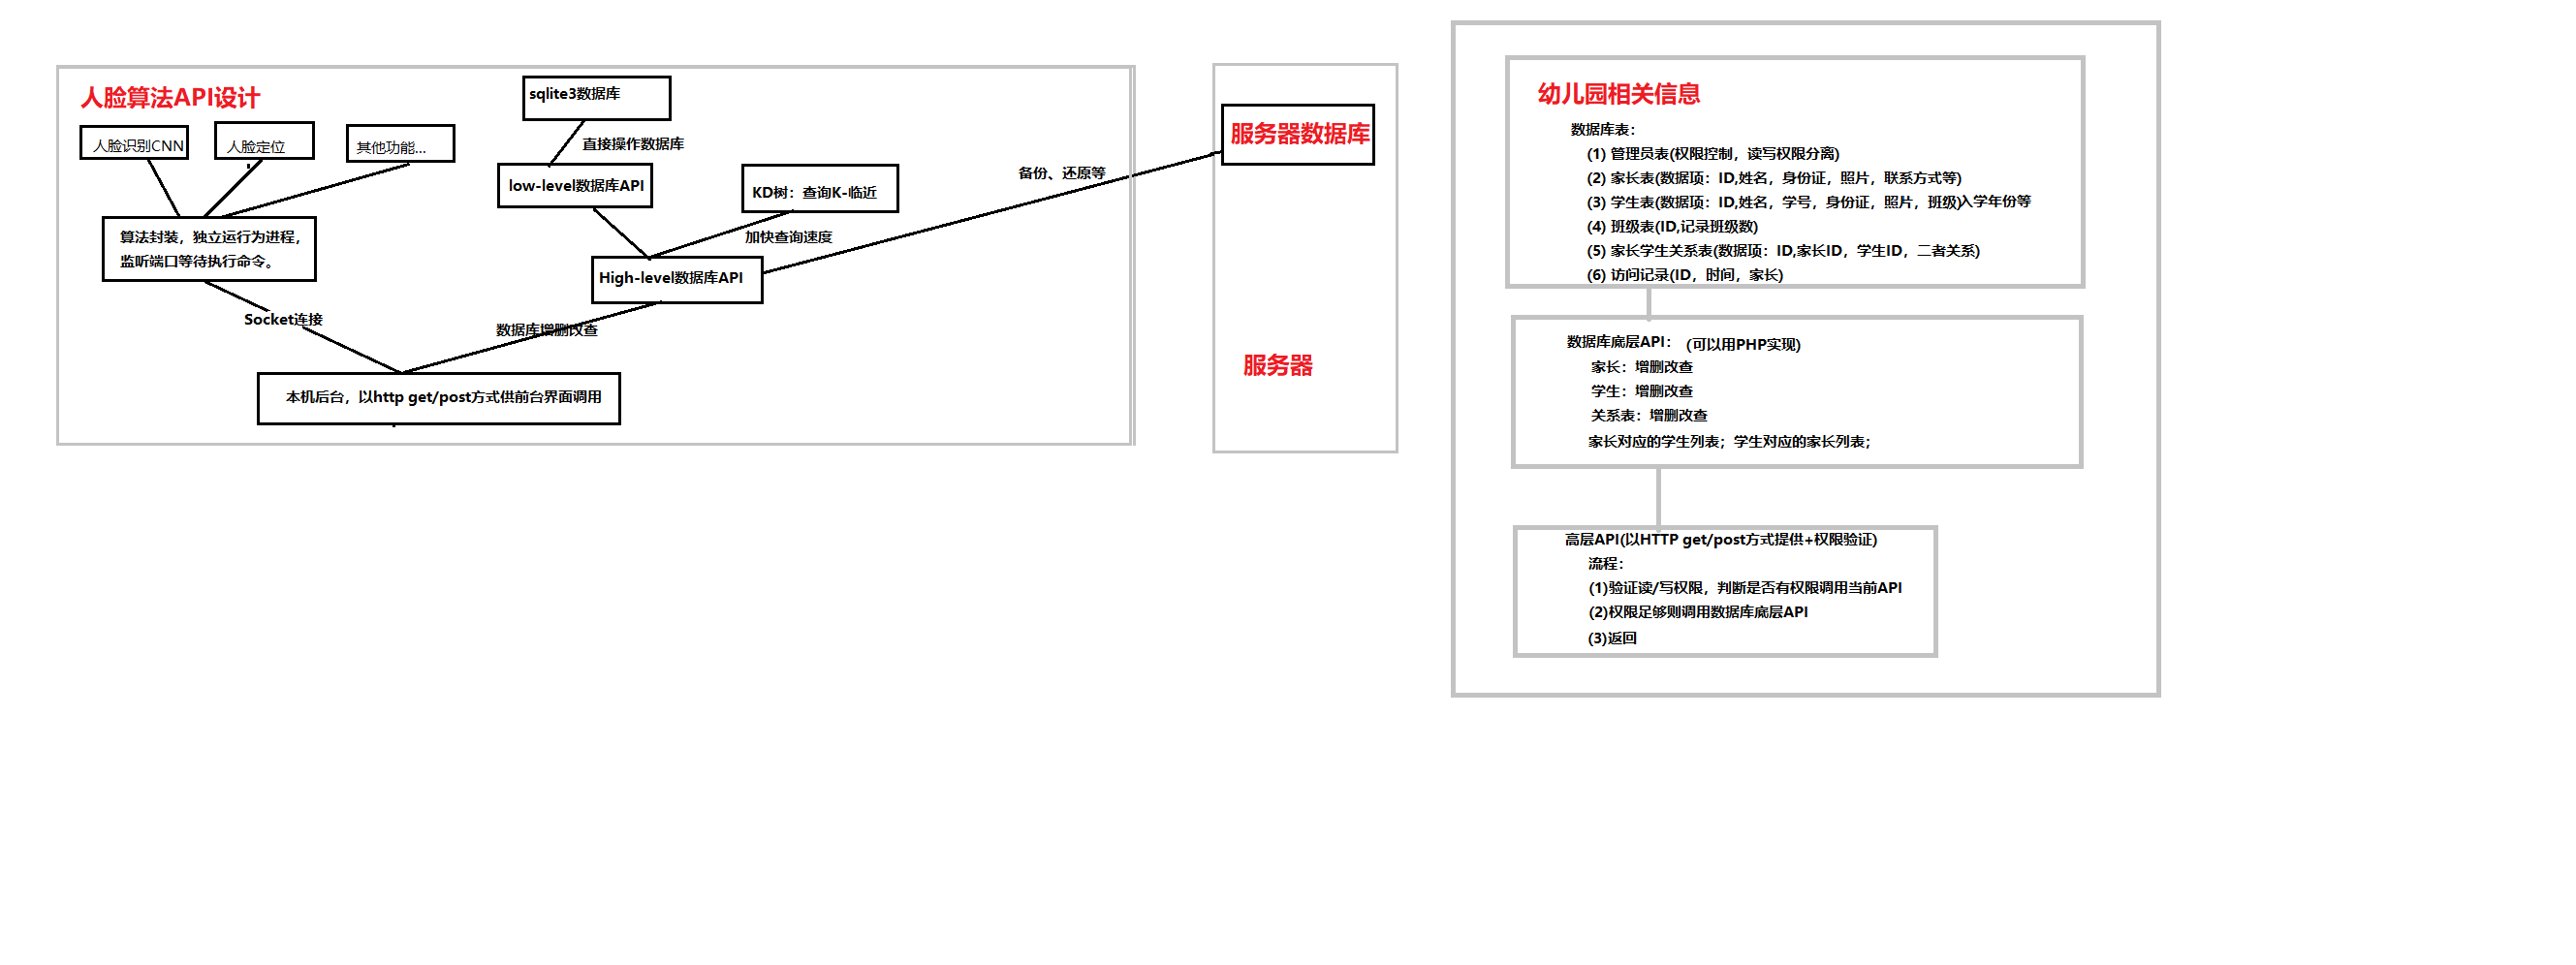 人脸算法API设计
人脸识别CNN
人脸定位
其他功能...
算法封装，独立运行为进程，
监听端口等待执行命令。
Socket连接
sqlite3数据库
直接操作数据库
low-level数据库API
KD树：查询K-临近
加快查询速度
High-level数据库API
数据库增删改查
本机后台，以http get/post方式供前台界面调用
备份、还原等
服务器数据库
服务器
幼儿园相关信息
数据库表：
(1) 管理员表(权限控制，读写权限分离)
(2) 家长表(数据项：ID,姓名，身份证，照片，联系方式等)
(3) 学生表(数据项：ID,姓名，学号，身份证，照片，班级)入学年份等
(4) 班级表(ID,记录班级数)
(5) 家长学生关系表(数据项：ID,家长ID，学生ID，二者关系)
(6) 访问记录(ID，时间，家长)
数据库底层API：  (可以用PHP实现)
家长：增删改查
学生：增删改查
关系表：增删改查
家长对应的学生列表；学生对应的家长列表；
高层API(以HTTP get/post方式提供+权限验证)
流程：
(1)验证读/写权限，判断是否有权限调用当前API
(2)权限足够则调用数据库底层API
(3)返回